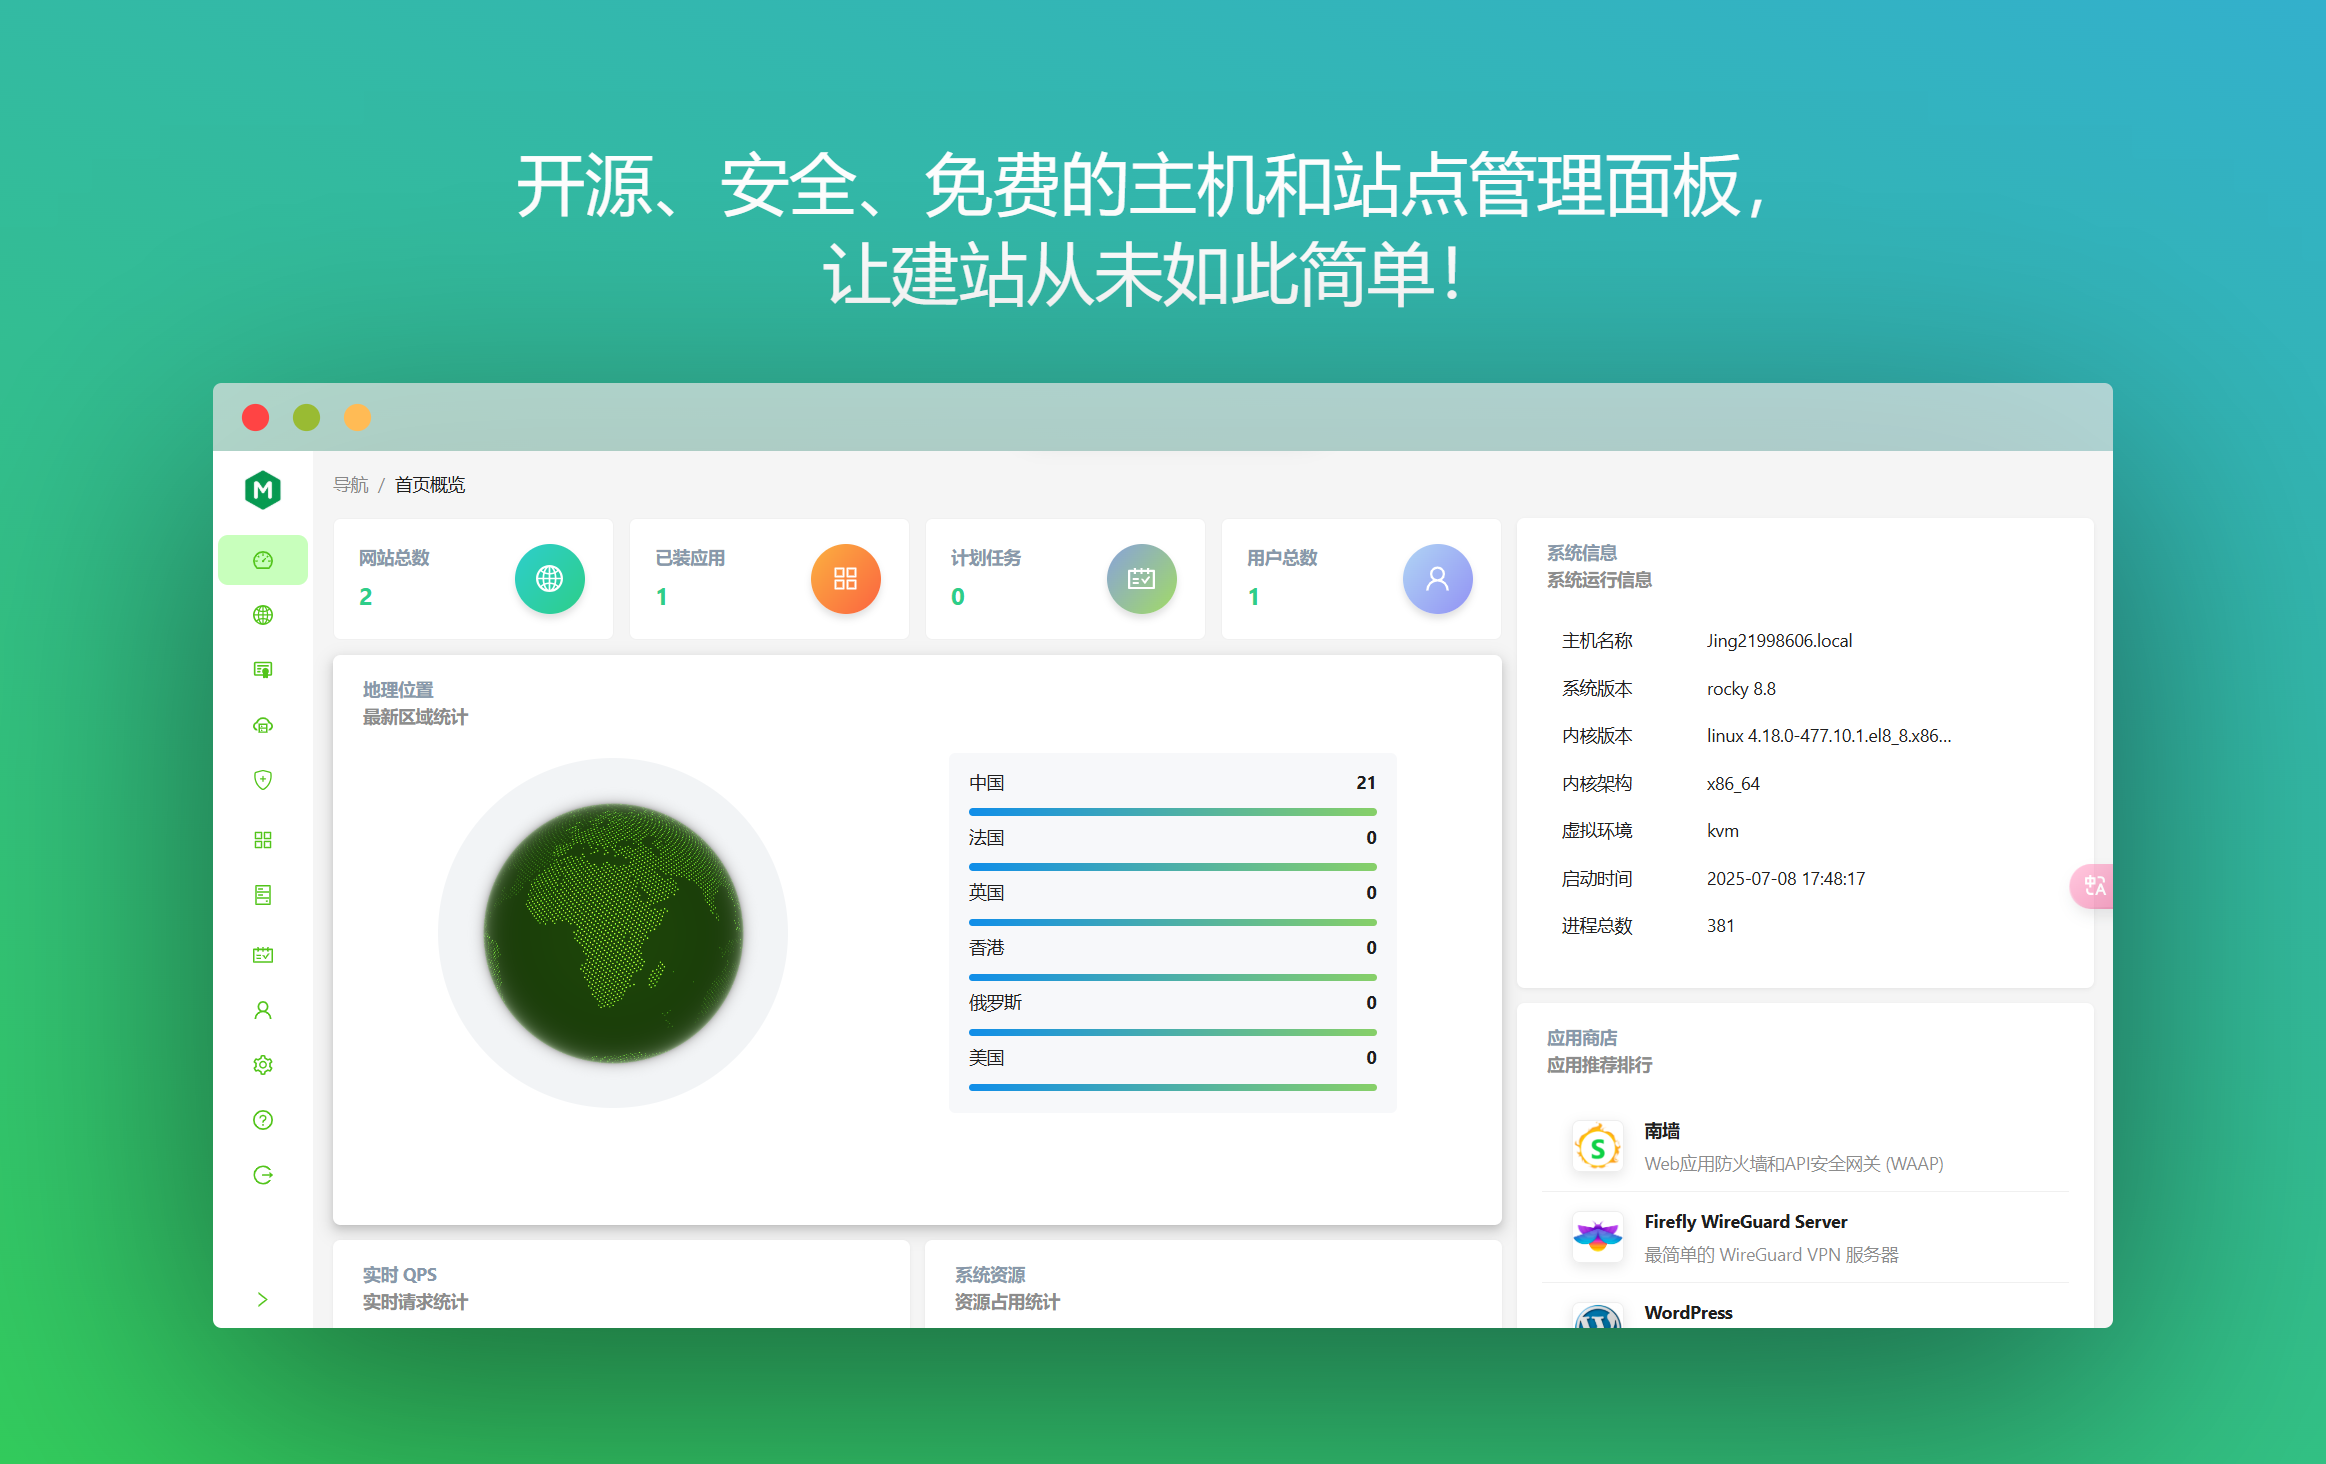 开源、安全、免费的主机和站点管理面板，
让建站从未如此简单！
M
导航 / 首页概览
网站总数
2
已装应用
1
计划任务
0
用户总数
1
地理位置
最新区域统计
中国 21
法国 0
英国 0
香港 0
俄罗斯 0
美国 0
实时 QPS
实时请求统计
系统资源
资源占用统计
系统信息
系统运行信息
主机名称 Jing21998606.local
系统版本 rocky 8.8
内核版本 linux 4.18.0-477.10.1.el8_8.x86...
内核架构 x86_64
虚拟环境 kvm
启动时间 2025-07-08 17:48:17
进程总数 381
中A
应用商店
应用推荐排行
S
南墙
Web应用防火墙和API安全网关 (WAAP)
Firefly WireGuard Server
最简单的 WireGuard VPN 服务器
W
WordPress